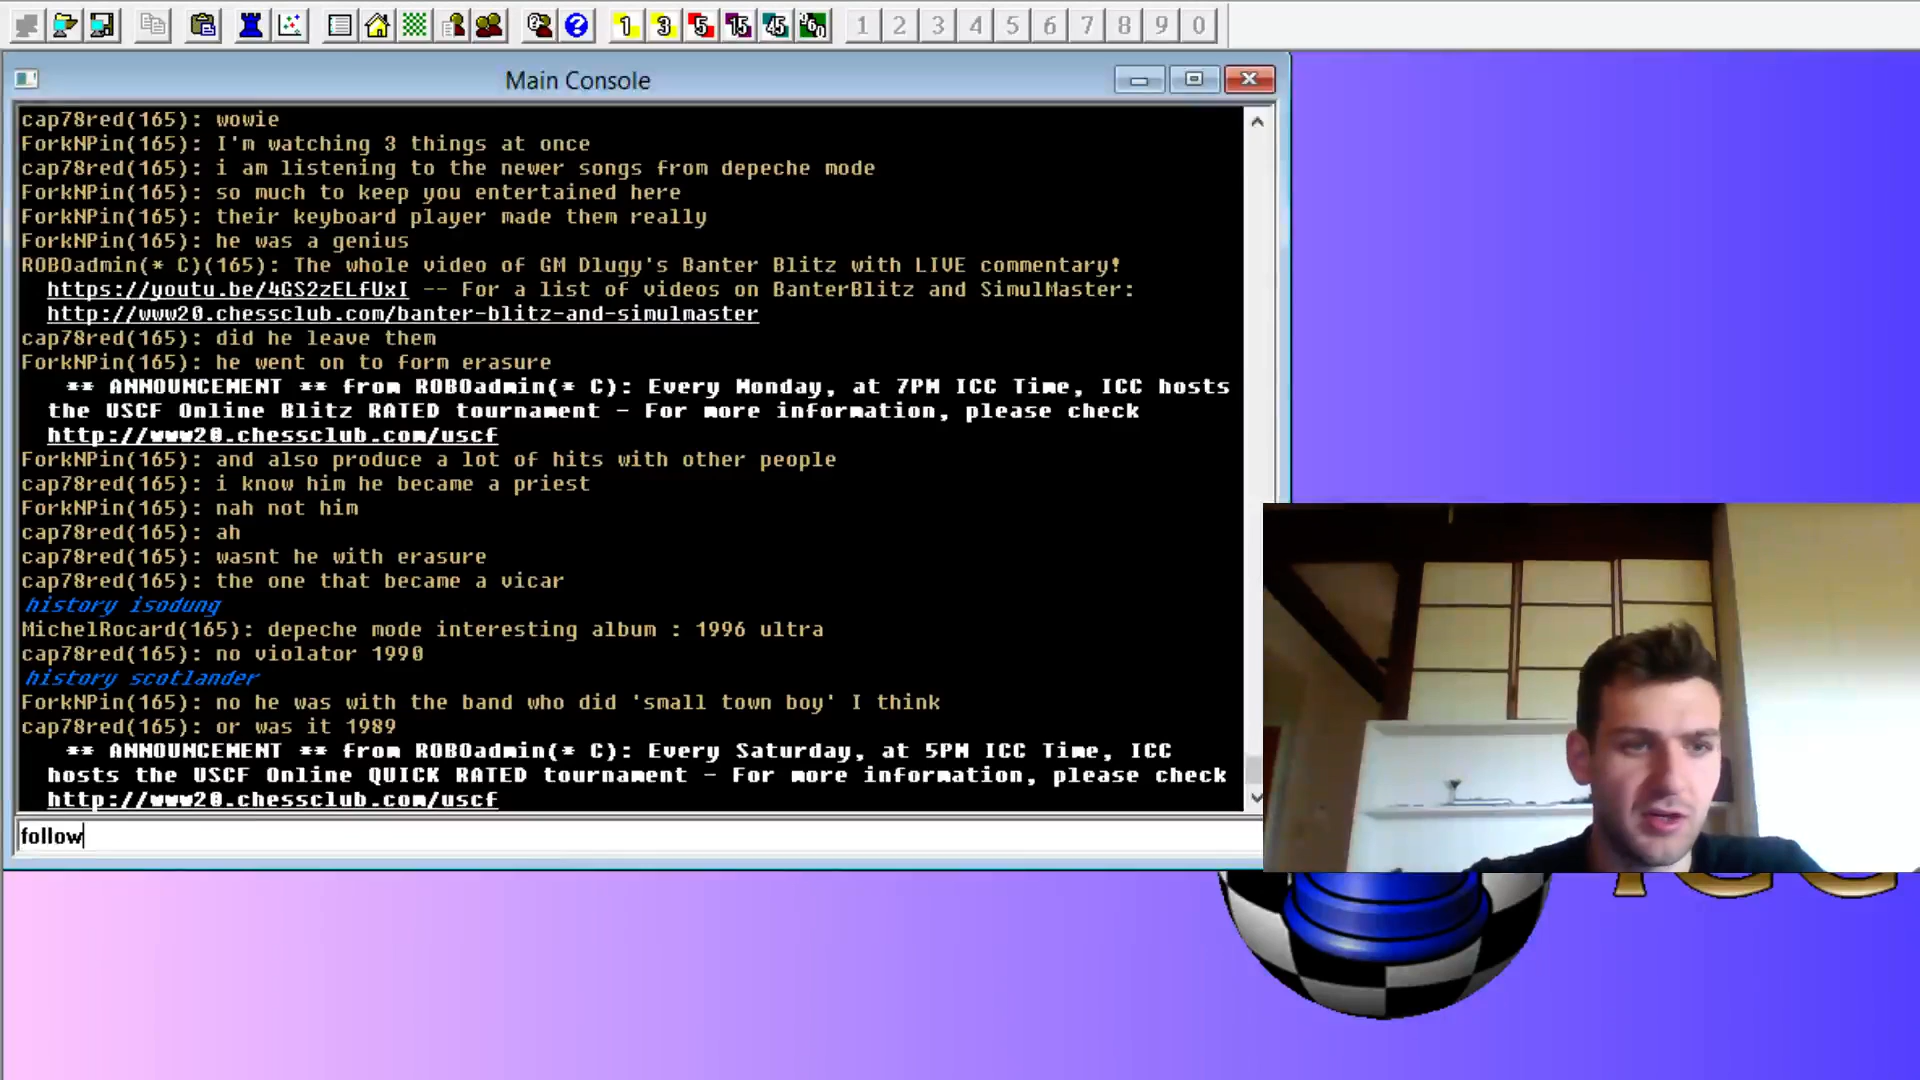 1 3 5 15 45 1 2 3 4 5 6 7 8 9 0
Main Console
cap78red(165): wowie
ForkNPin(165): I'm watching 3 things at once
cap78red(165): i am listening to the newer songs from depeche mode
ForkNPin(165): so much to keep you entertained here
ForkNPin(165): their keyboard player made them really
ForkNPin(165): he was a genius
ROBOadmin(* C)(165): The whole video of GM Dlugy's Banter Blitz with LIVE commentary!
https://youtu.be/4GS2zELfUxI -- For a list of videos on BanterBlitz and SimulMaster:
http://www20.chessclub.com/banter-blitz-and-simulmaster
cap78red(165): did he leave them
ForkNPin(165): he went on to form erasure
** ANNOUNCEMENT ** from ROBOadmin(* C): Every Monday, at 7PM ICC Time, ICC hosts
the USCF Online Blitz RATED tournament - For more information, please check
http://www20.chessclub.com/uscf
ForkNPin(165): and also produce a lot of hits with other people
cap78red(165): i know him he became a priest
ForkNPin(165): nah not him
cap78red(165): ah
cap78red(165): wasnt he with erasure
cap78red(165): the one that became a vicar
history isodung
MichelRocard(165): depeche mode interesting album : 1996 ultra
cap78red(165): no violator 1990
history scotlander
ForkNPin(165): no he was with the band who did 'small town boy' I think
cap78red(165): or was it 1989
** ANNOUNCEMENT ** from ROBOadmin(* C): Every Saturday, at 5PM ICC Time, ICC
hosts the USCF Online QUICK RATED tournament - For more information, please check
http://www20.chessclub.com/uscf
follow